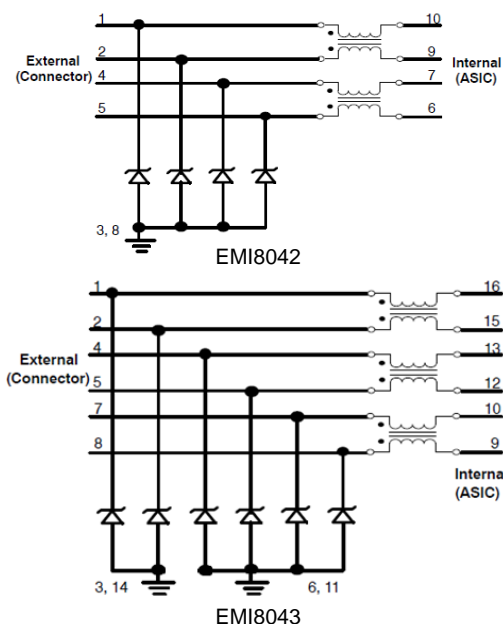 1
10
2
9
External
(Connector)
Internal
(ASIC)
4
7
5
6
3, 8
EMI8042
1
16
2
15
4
13
External
(Connector)
5
12
7
10
8
9
Interna
(ASIC)
3, 14
6, 11
EMI8043